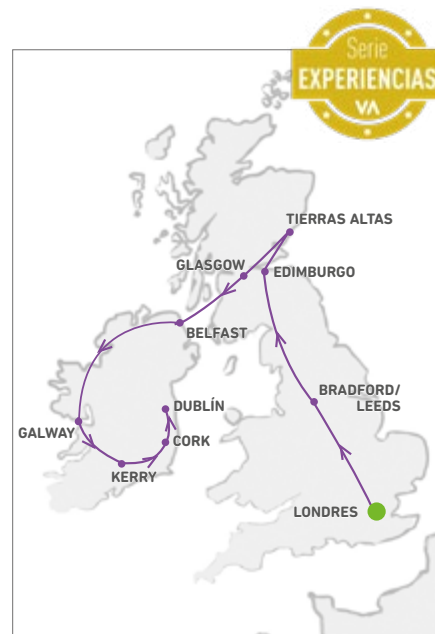 Serie
EXPERIENCIAS
VA
TIERRAS ALTAS
GLASGOW
EDIMBURGO
BELFAST
BRADFORD/
LEEDS
DUBLÍN
GALWAY
CORK
KERRY
LONDRES